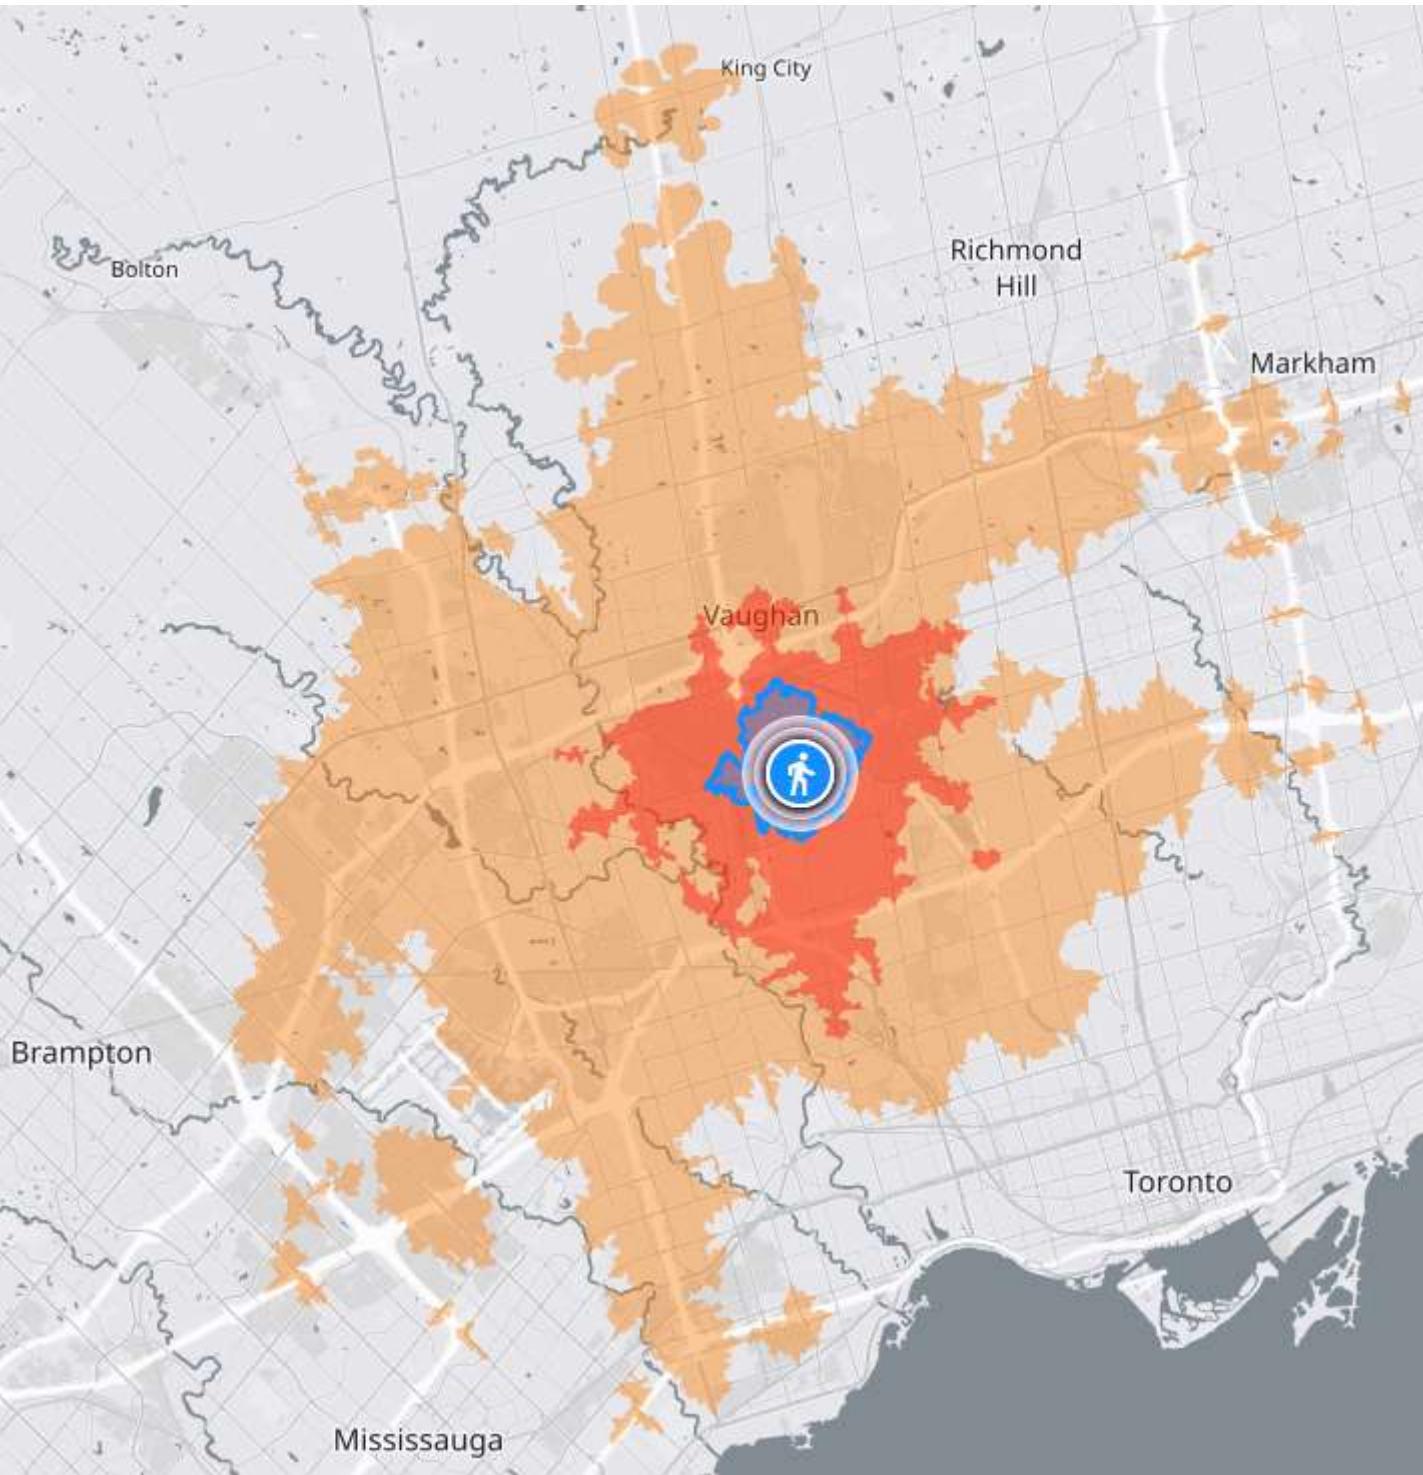 King City
Richmond
Hill
Bolton
Markham
Vaughan
Brampton
Toronto
Mississauga